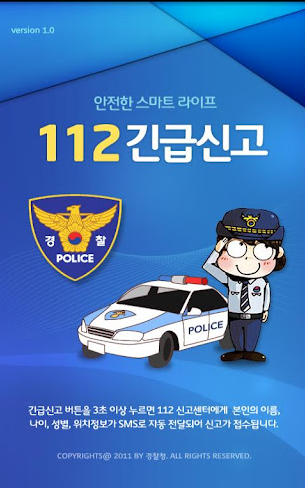 version 1.0
안전한 스마트 라이프
112 긴급신고
경 찰
POLICE
POLICE
긴급신고 버튼을 3초 이상 누르면 112 신고센터에 본인의 이름,
나이, 성별, 위치정보가 SMS로 자동 전달되어 신고가 접수됩니다.
COPYRIGHTS@ 2011 BY 경찰청. ALL RIGHTS RESERVED.